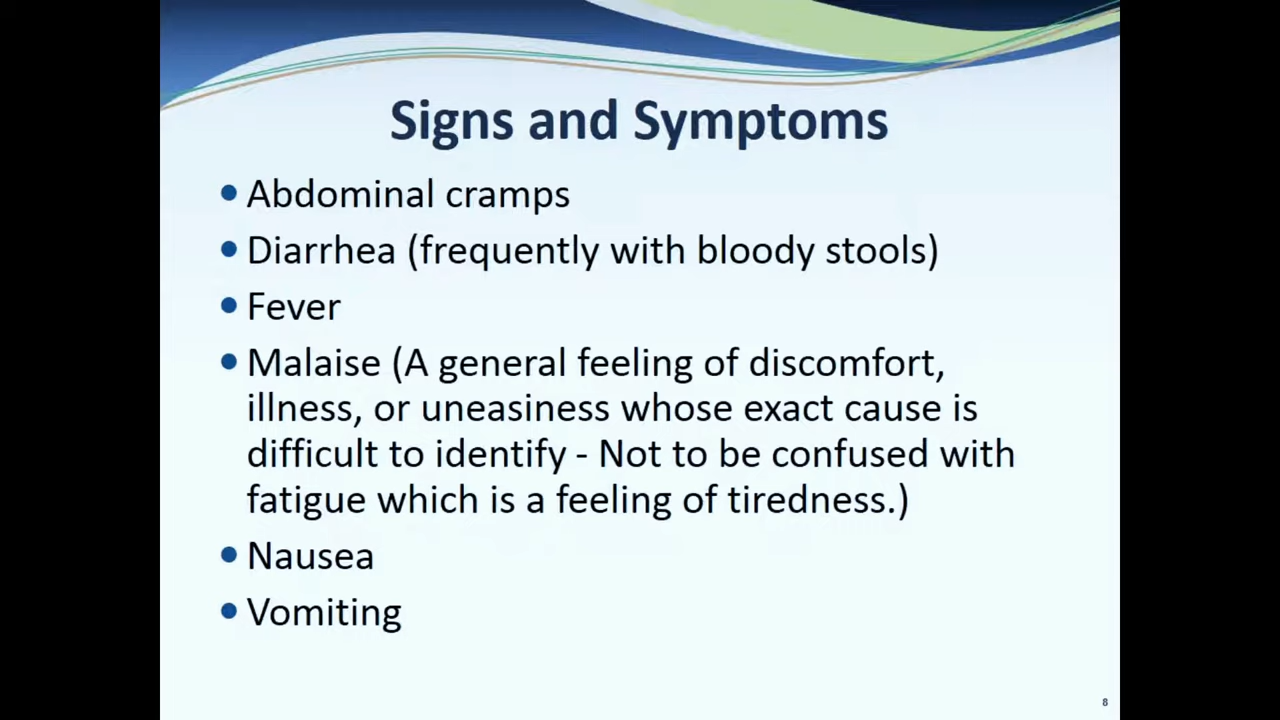 Signs and Symptoms
• Abdominal cramps
• Diarrhea (frequently with bloody stools)
• Fever
• Malaise (A general feeling of discomfort,
illness, or uneasiness whose exact cause is
difficult to identify - Not to be confused with
fatigue which is a feeling of tiredness.)
• Nausea
• Vomiting
8